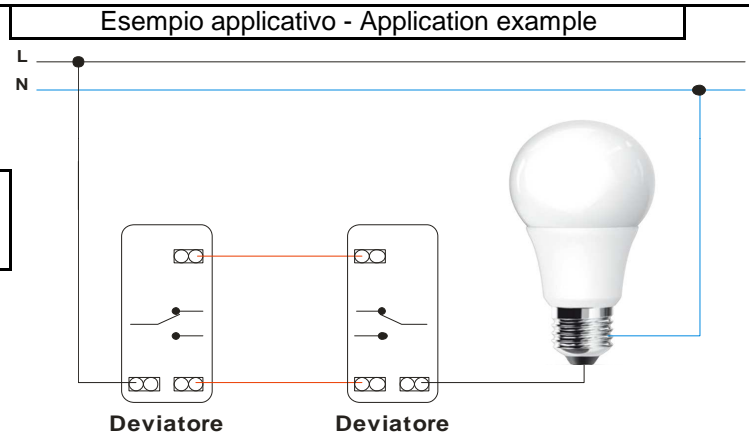 Esempio applicativo - Application example
L
N
Deviatore
Deviatore